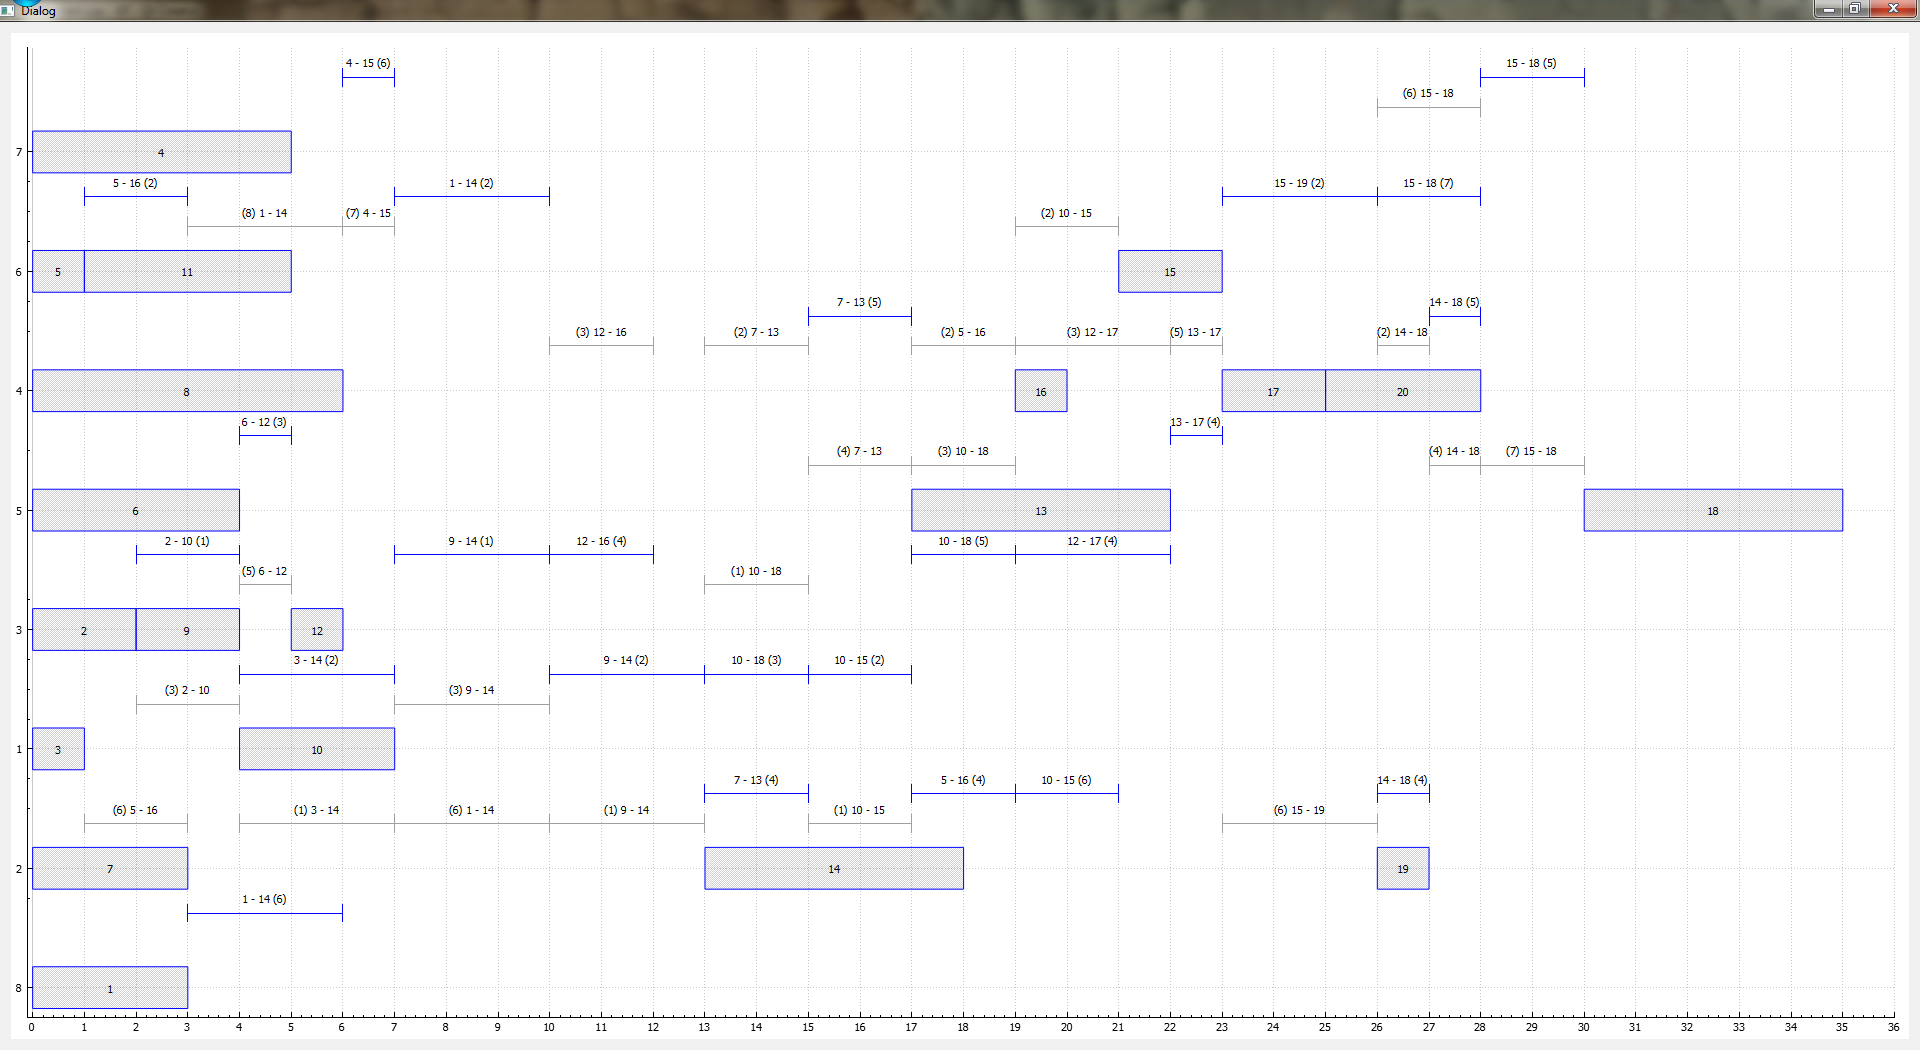 Dialog
4 - 15 (6) 15 - 18 (5)
(6) 15 - 18
7 4
5 - 16 (2) 1 - 14 (2) 15 - 19 (2) 15 - 18 (7)
(8) 1 - 14 (7) 4 - 15 (2) 10 - 15
6 5 11 15
7 - 13 (5) 14 - 18 (5)
(3) 12 - 16 (2) 7 - 13 (2) 5 - 16 (3) 12 - 17 (5) 13 - 17 (2) 14 - 18
4 8 16 17 20
6 - 12 (3) 13 - 17 (4)
(4) 7 - 13 (3) 10 - 18 (4) 14 - 18 (7) 15 - 18
5 6 13 18
2 - 10 (1) 9 - 14 (1) 12 - 16 (4) 10 - 18 (5) 12 - 17 (4)
(5) 6 - 12 (1) 10 - 18
3 2 9 12
3 - 14 (2) 9 - 14 (2) 10 - 18 (3) 10 - 15 (2)
(3) 2 - 10 (3) 9 - 14
1 3 10
7 - 13 (4) 5 - 16 (4) 10 - 15 (6) 14 - 18 (4)
(6) 5 - 16 (1) 3 - 14 (6) 1 - 14 (1) 9 - 14 (1) 10 - 15 (6) 15 - 19
2 7 14 19
1 - 14 (6)
8 1
0 1 2 3 4 5 6 7 8 9 10 11 12 13 14 15 16 17 18 19 20 21 22 23 24 25 26 27 28 29 30 31 32 33 34 35 36